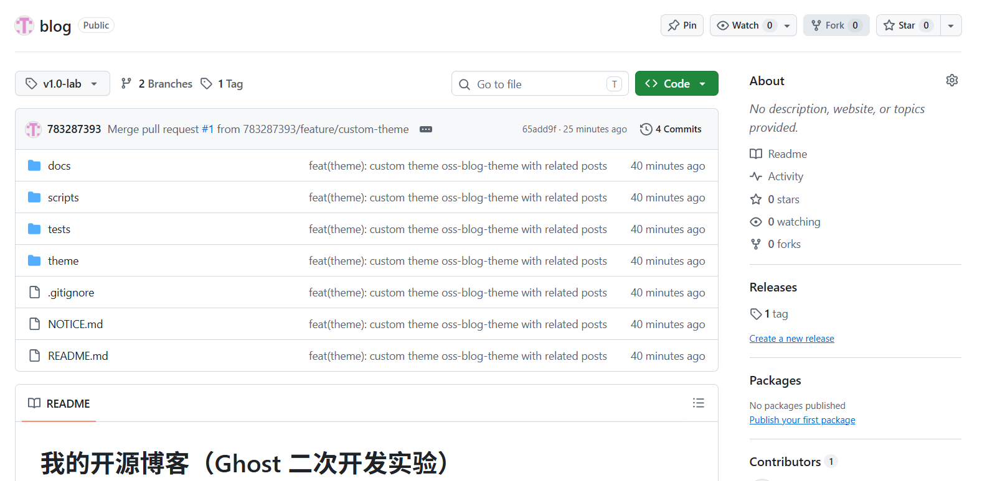 blog Public Pin Watch 0 Fork 0 Star 0
v1.0-lab 2 Branches 1 Tag Go to file T Code
783287393 Merge pull request #1 from 783287393/feature/custom-theme 65add9f · 25 minutes ago 4 Commits
docs feat(theme): custom theme oss-blog-theme with related posts 40 minutes ago
scripts feat(theme): custom theme oss-blog-theme with related posts 40 minutes ago
tests feat(theme): custom theme oss-blog-theme with related posts 40 minutes ago
theme feat(theme): custom theme oss-blog-theme with related posts 40 minutes ago
.gitignore feat(theme): custom theme oss-blog-theme with related posts 40 minutes ago
NOTICE.md feat(theme): custom theme oss-blog-theme with related posts 40 minutes ago
README.md feat(theme): custom theme oss-blog-theme with related posts 40 minutes ago
README
我的开源博客（Ghost 二次开发实验）
About
No description, website, or topics
provided.
Readme
Activity
0 stars
0 watching
0 forks
Releases
1 tag
Create a new release
Packages
No packages published
Publish your first package
Contributors 1